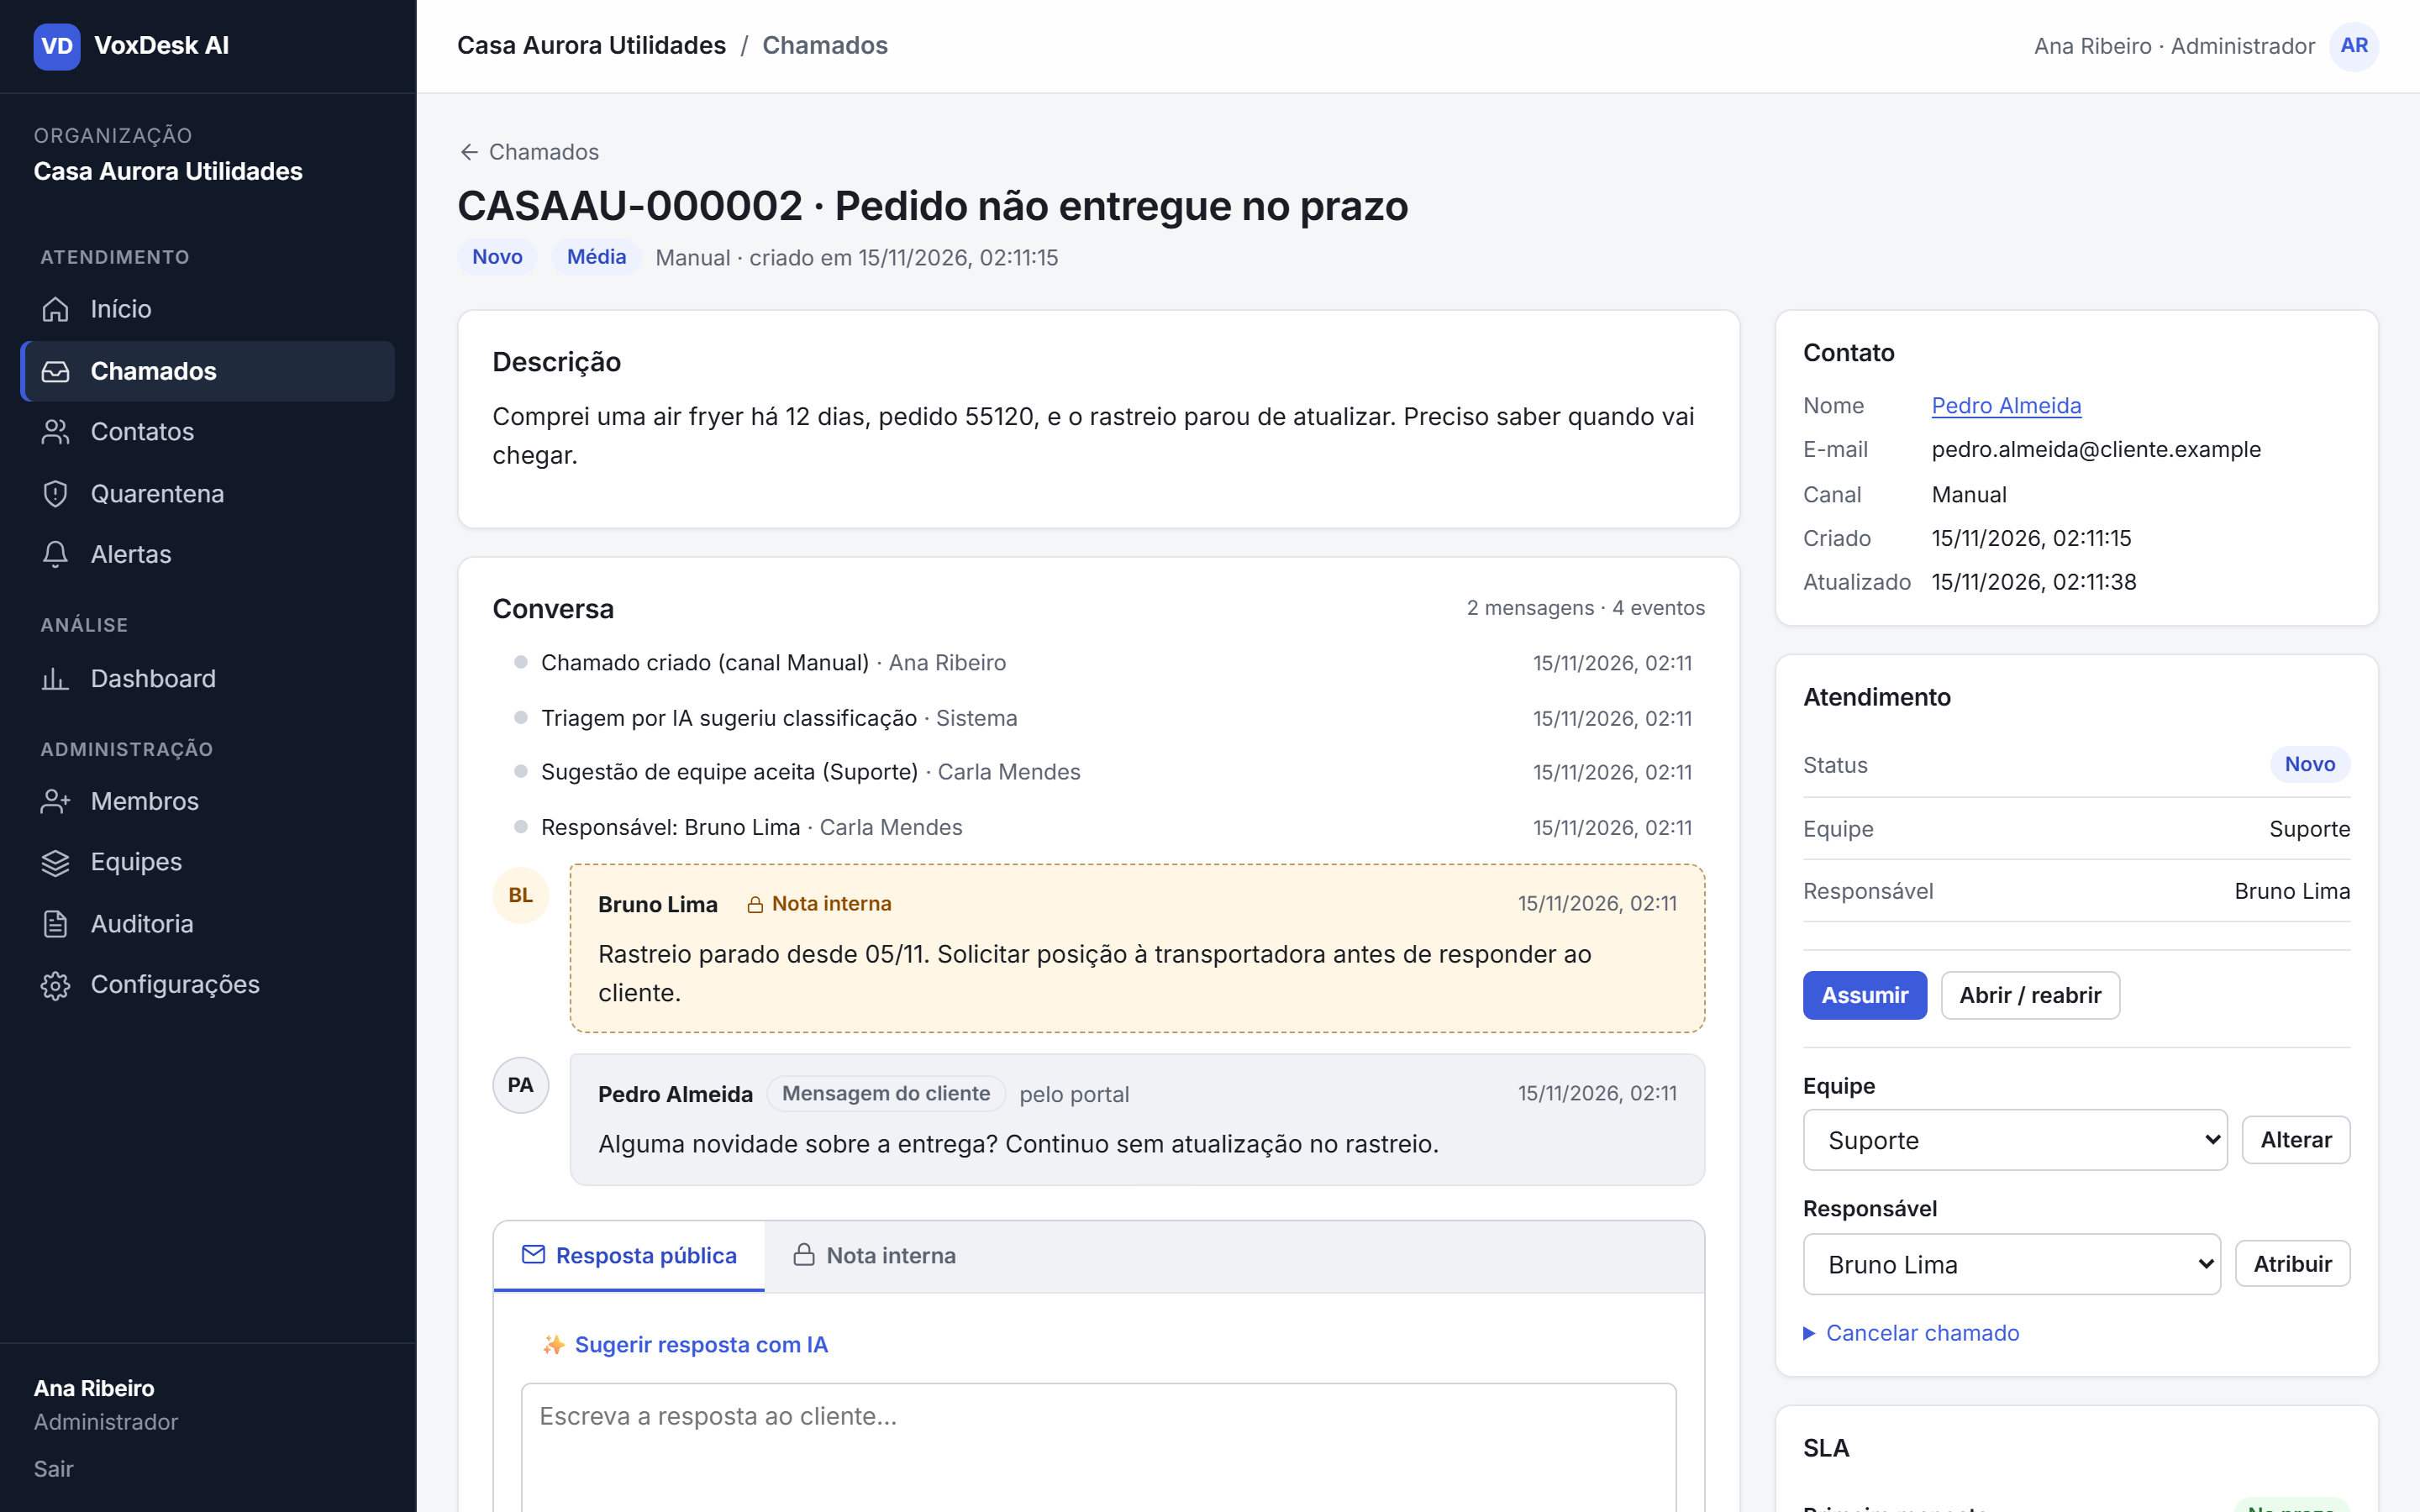 VD VoxDesk AI
ORGANIZAÇÃO
Casa Aurora Utilidades
ATENDIMENTO
Início
Chamados
Contatos
Quarentena
Alertas
ANÁLISE
Dashboard
ADMINISTRAÇÃO
Membros
Equipes
Auditoria
Configurações
Ana Ribeiro
Administrador
Sair
Casa Aurora Utilidades / Chamados
Ana Ribeiro · Administrador AR
← Chamados
CASAAU-000002 · Pedido não entregue no prazo
Novo Média Manual · criado em 15/11/2026, 02:11:15
Descrição
Comprei uma air fryer há 12 dias, pedido 55120, e o rastreio parou de atualizar. Preciso saber quando vai
chegar.
Conversa 2 mensagens · 4 eventos
Chamado criado (canal Manual) · Ana Ribeiro 15/11/2026, 02:11
Triagem por IA sugeriu classificação · Sistema 15/11/2026, 02:11
Sugestão de equipe aceita (Suporte) · Carla Mendes 15/11/2026, 02:11
Responsável: Bruno Lima · Carla Mendes 15/11/2026, 02:11
BL Bruno Lima Nota interna 15/11/2026, 02:11
Rastreio parado desde 05/11. Solicitar posição à transportadora antes de responder ao
cliente.
PA Pedro Almeida Mensagem do cliente pelo portal 15/11/2026, 02:11
Alguma novidade sobre a entrega? Continuo sem atualização no rastreio.
Resposta pública Nota interna
✨ Sugerir resposta com IA
Escreva a resposta ao cliente...
Contato
Nome Pedro Almeida
E-mail pedro.almeida@cliente.example
Canal Manual
Criado 15/11/2026, 02:11:15
Atualizado 15/11/2026, 02:11:38
Atendimento
Status Novo
Equipe Suporte
Responsável Bruno Lima
Assumir Abrir / reabrir
Equipe
Suporte Alterar
Responsável
Bruno Lima Atribuir
Cancelar chamado
SLA